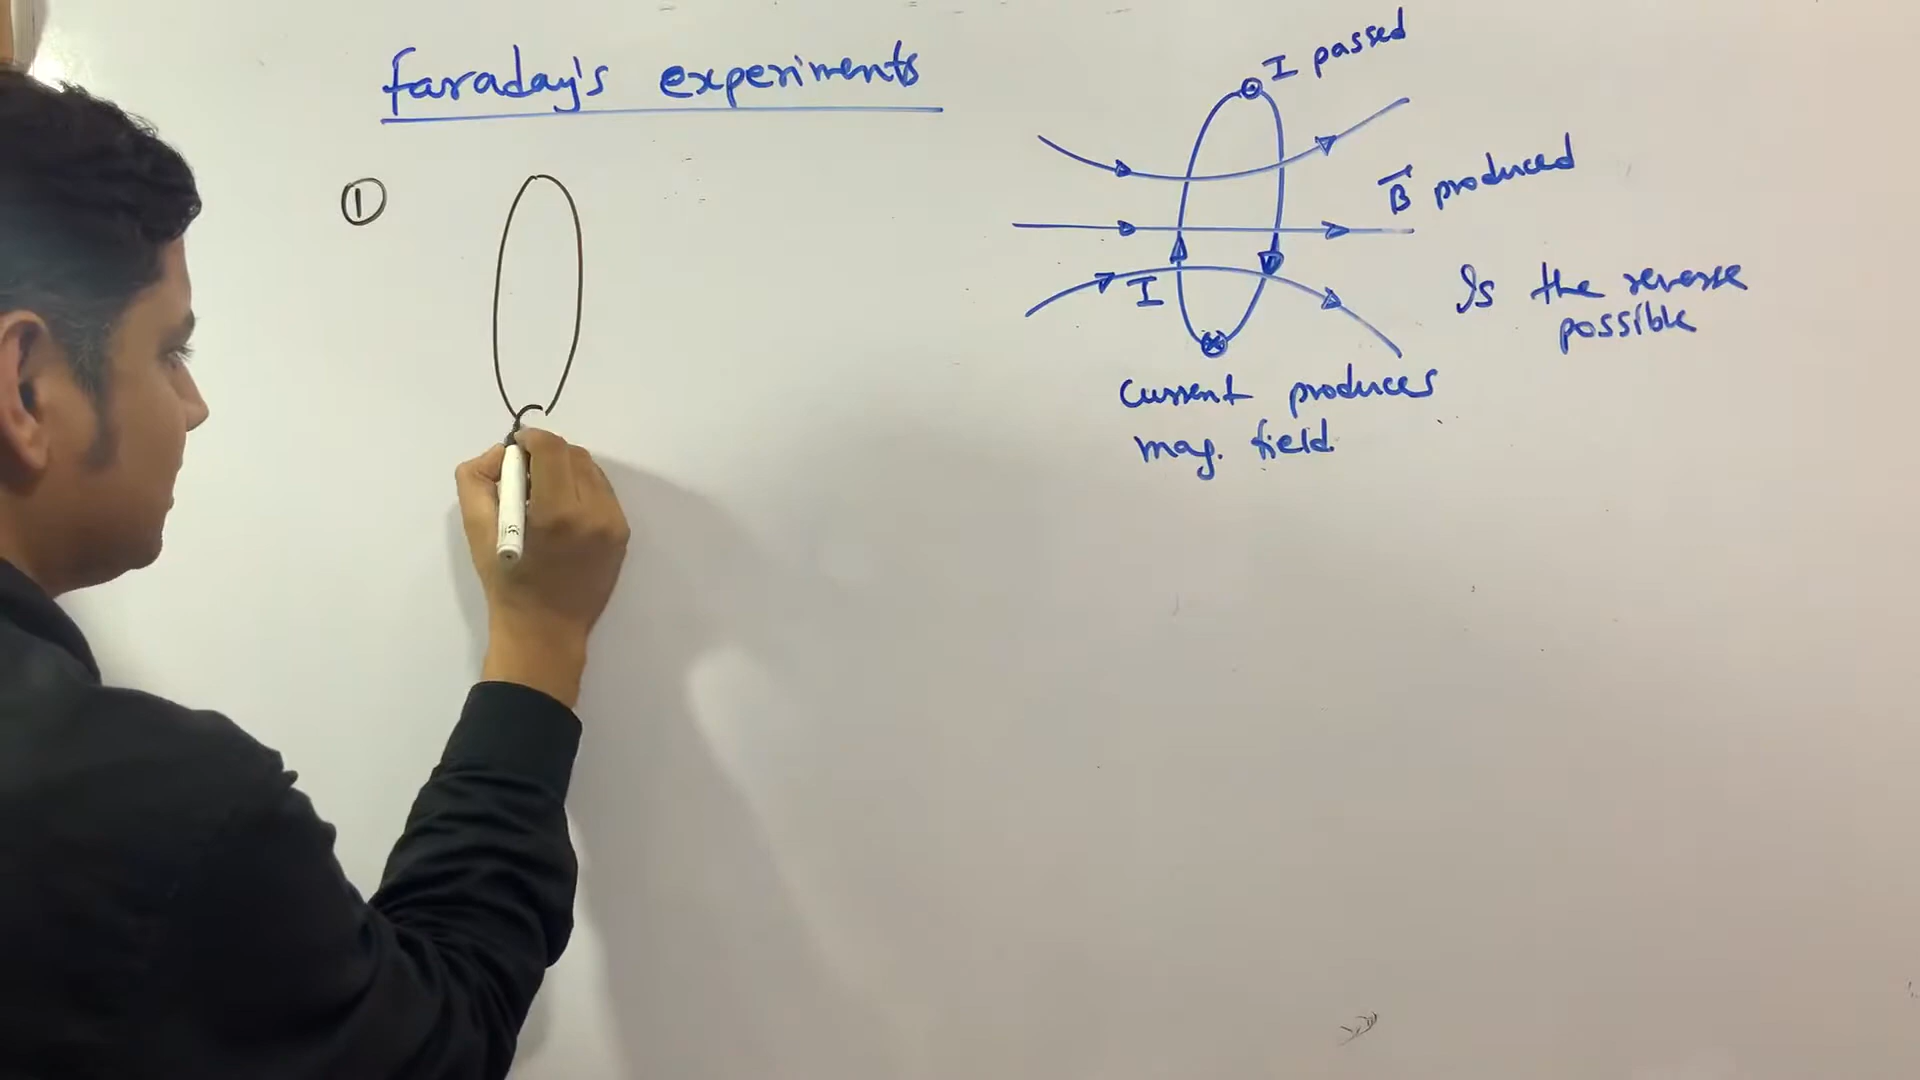 Faraday's experiments
①
I passed
B⃗ produced
I
Is the reverse
possible
Current produces
mag. field.